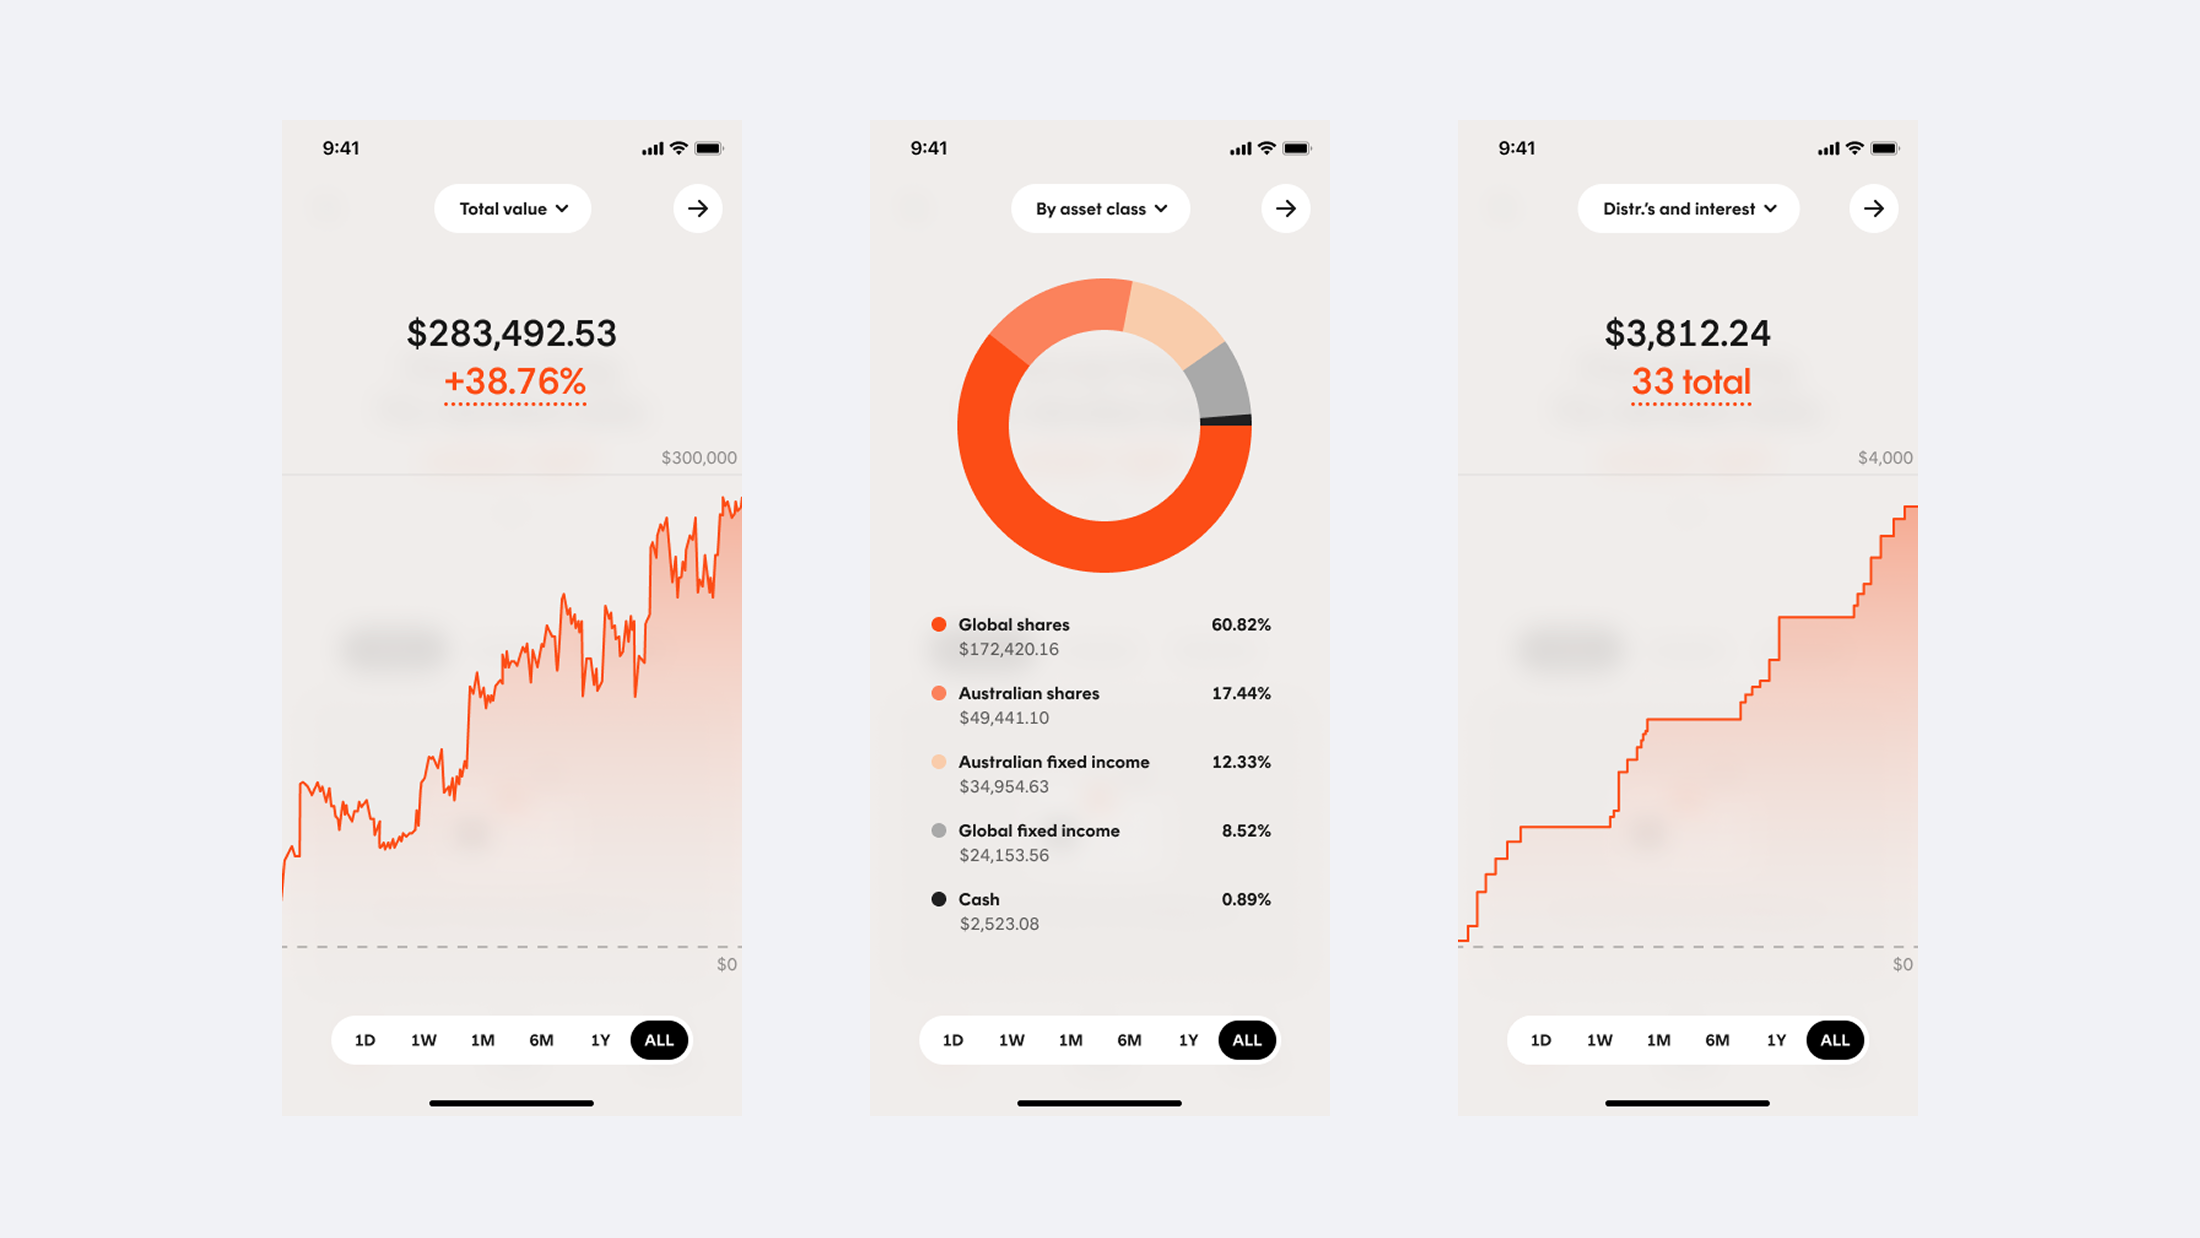 9:41
Total value
$283,492.53
+38.76%
$300,000
$0
1D 1W 1M 6M 1Y ALL
9:41
By asset class
Global shares 60.82%
$172,420.16
Australian shares 17.44%
$49,441.10
Australian fixed income 12.33%
$34,954.63
Global fixed income 8.52%
$24,153.56
Cash 0.89%
$2,523.08
1D 1W 1M 6M 1Y ALL
9:41
Distr.'s and interest
$3,812.24
33 total
$4,000
$0
1D 1W 1M 6M 1Y ALL